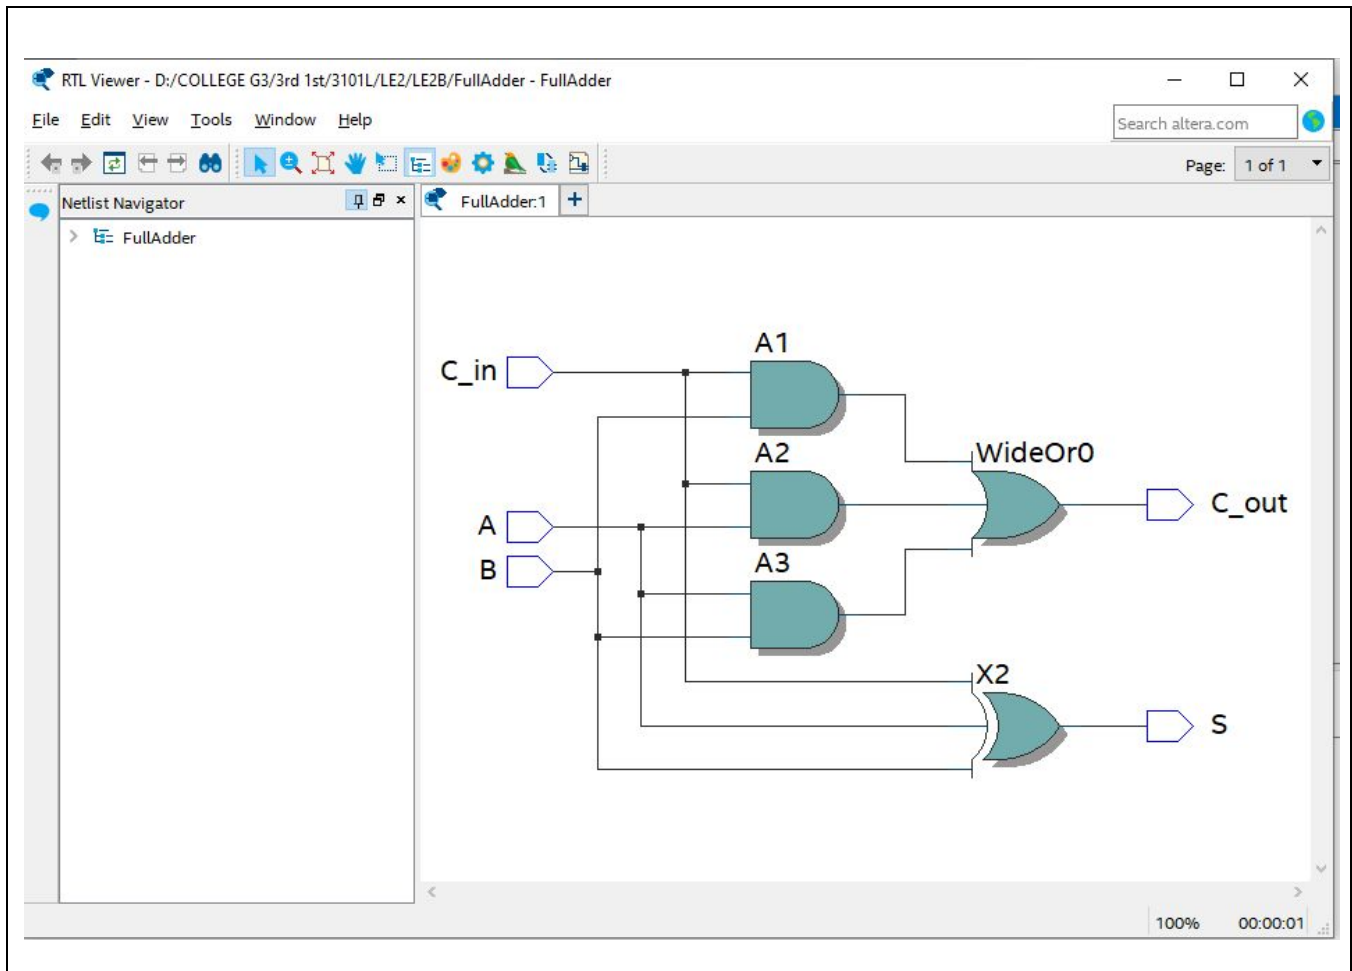 RTL Viewer - D:/COLLEGE G3/3rd 1st/3101L/LE2/LE2B/FullAdder - FullAdder
File Edit View Tools Window Help
Search altera.com
Page: 1 of 1
Netlist Navigator
FullAdder:1
FullAdder
A1
C_in
A2
WideOr0
A
C_out
B
A3
X2
S
100% 00:00:01